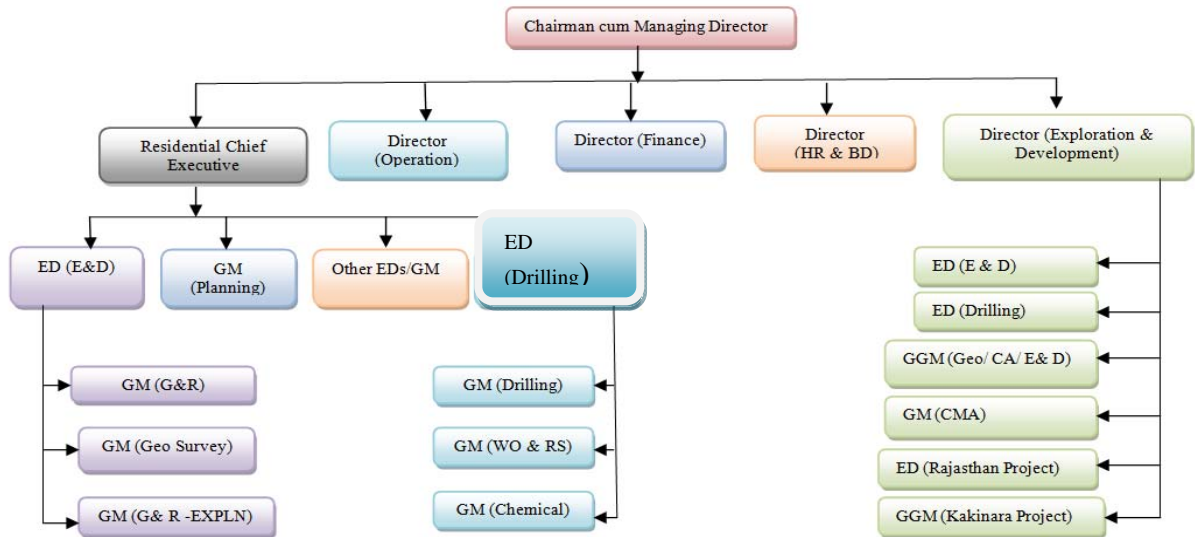 Chairman cum Managing Director
Residential Chief
Executive
Director
(Operation)
Director (Finance)
Director
(HR & BD)
Director (Exploration &
Development)
ED (E&D)
GM
(Planning)
Other EDs/GM
ED
(Drilling)
GM (G&R)
GM (Geo Survey)
GM (G& R -EXPLN)
GM (Drilling)
GM (WO & RS)
GM (Chemical)
ED (E & D)
ED (Drilling)
GGM (Geo/ CA/ E& D)
GM (CMA)
ED (Rajasthan Project)
GGM (Kakinara Project)